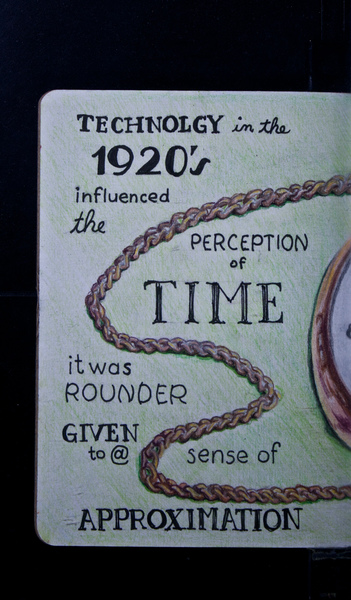 TECHNOLGY in the
1920's
influenced
the
PERCEPTION
of
TIME
it was
ROUNDER
GIVEN
to @ sense of
APPROXIMATION